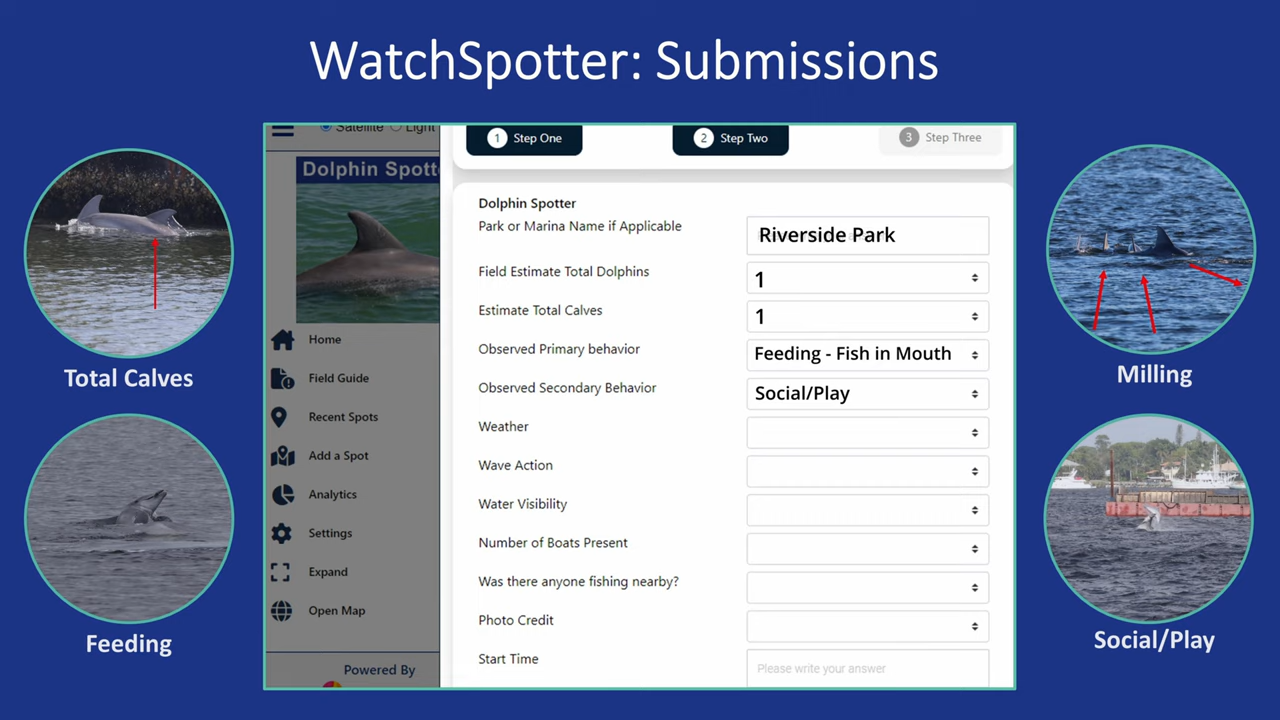 WatchSpotter: Submissions
Satellite Light
1 Step One
2 Step Two
3 Step Three
Dolphin Spott
Home
Field Guide
Recent Spots
Add a Spot
Analytics
Settings
Expand
Open Map
Powered By
Dolphin Spotter
Park or Marina Name if Applicable
Riverside Park
Field Estimate Total Dolphins
1
Estimate Total Calves
1
Observed Primary behavior
Feeding - Fish in Mouth
Observed Secondary Behavior
Social/Play
Weather
Wave Action
Water Visibility
Number of Boats Present
Was there anyone fishing nearby?
Photo Credit
Start Time
Please write your answer
Total Calves
Feeding
Milling
Social/Play